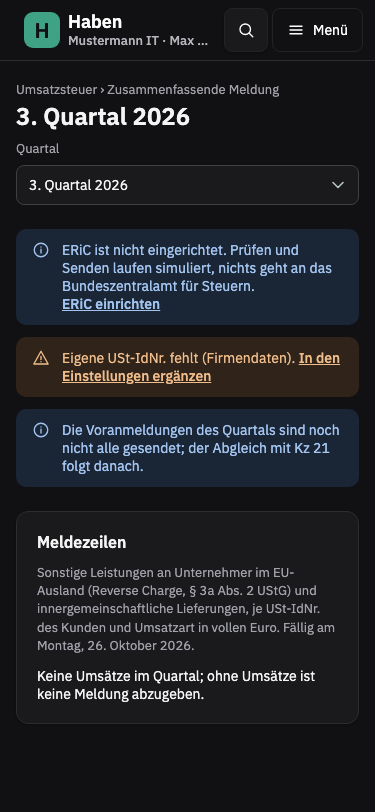 H
Haben
Mustermann IT · Max ...
Menü
Umsatzsteuer › Zusammenfassende Meldung
3. Quartal 2026
Quartal
3. Quartal 2026
ERiC ist nicht eingerichtet. Prüfen und
Senden laufen simuliert, nichts geht an das
Bundeszentralamt für Steuern.
ERiC einrichten
Eigene USt-IdNr. fehlt (Firmendaten). In den
Einstellungen ergänzen
Die Voranmeldungen des Quartals sind noch
nicht alle gesendet; der Abgleich mit Kz 21
folgt danach.
Meldezeilen
Sonstige Leistungen an Unternehmer im EU-
Ausland (Reverse Charge, § 3a Abs. 2 UStG) und
innergemeinschaftliche Lieferungen, je USt-IdNr.
des Kunden und Umsatzart in vollen Euro. Fällig am
Montag, 26. Oktober 2026.
Keine Umsätze im Quartal; ohne Umsätze ist
keine Meldung abzugeben.